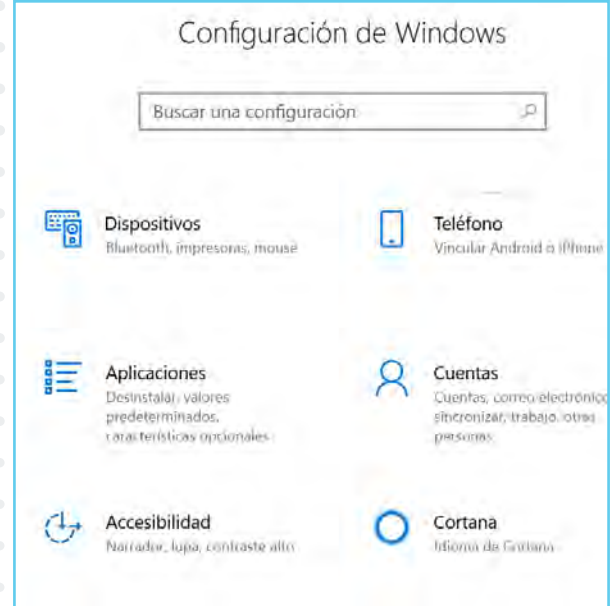 Configuración de Windows
Buscar una configuración
Dispositivos
Bluetooth, impresoras, mouse
Teléfono
Vincular Android o iPhone
Aplicaciones
Desinstalar, valores
predeterminados,
características opcionales
Cuentas
Cuentas, correo electrónico
sincronizar, trabajo, otras
personas
Accesibilidad
Narrador, lupa, contraste alto
Cortana
Idioma de Cortana